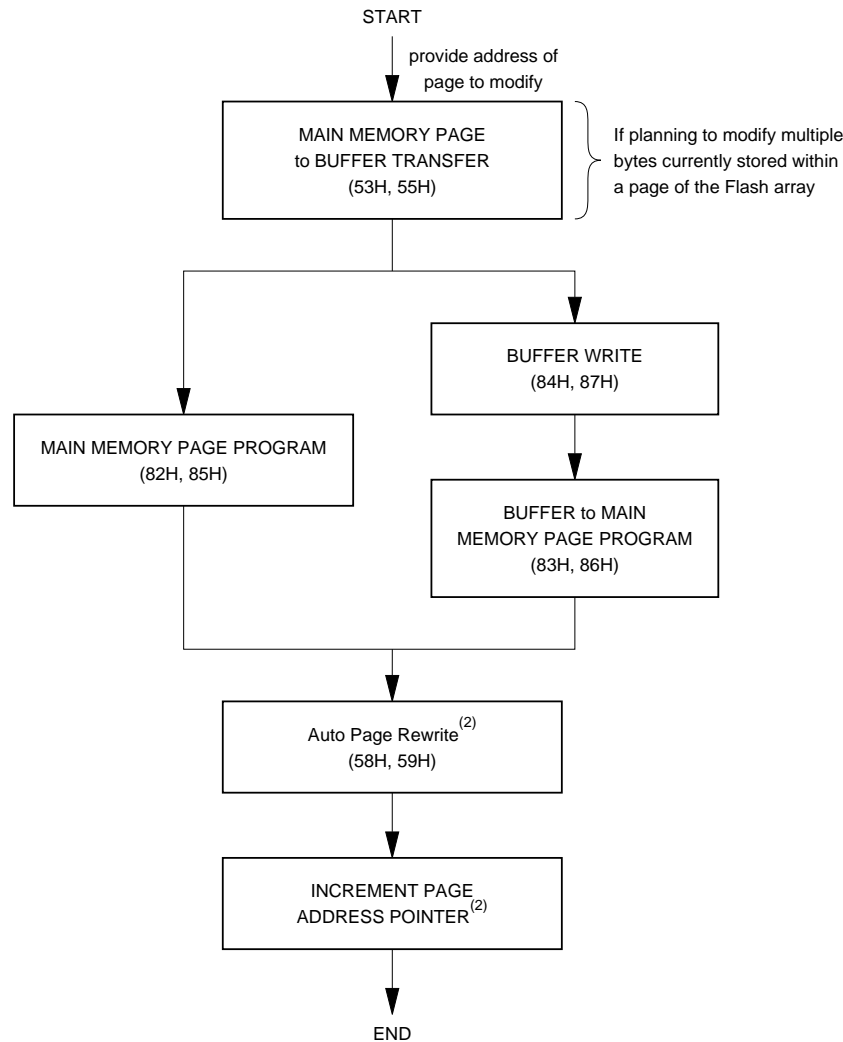 START
provide address of
page to modify
MAIN MEMORY PAGE
to BUFFER TRANSFER
(53H, 55H)
If planning to modify multiple
bytes currently stored within
a page of the Flash array
BUFFER WRITE
(84H, 87H)
MAIN MEMORY PAGE PROGRAM
(82H, 85H)
BUFFER to MAIN
MEMORY PAGE PROGRAM
(83H, 86H)
Auto Page Rewrite(2)
(58H, 59H)
INCREMENT PAGE
ADDRESS POINTER(2)
END